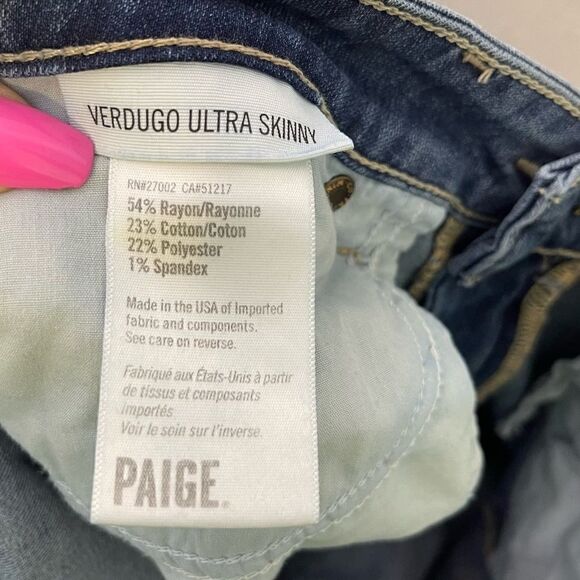 VERDUGO ULTRA SKINNY
RN#27002 CA#51217
54% Rayon/Rayonne
23% Cotton/Coton
22% Polyester
1% Spandex
Made in the USA of Imported
fabric and components.
See care on reverse.
Fabriqué aux États-Unis à partir
de tissus et composants
importés
Voir le soin sur l'inverse.
PAIGE®